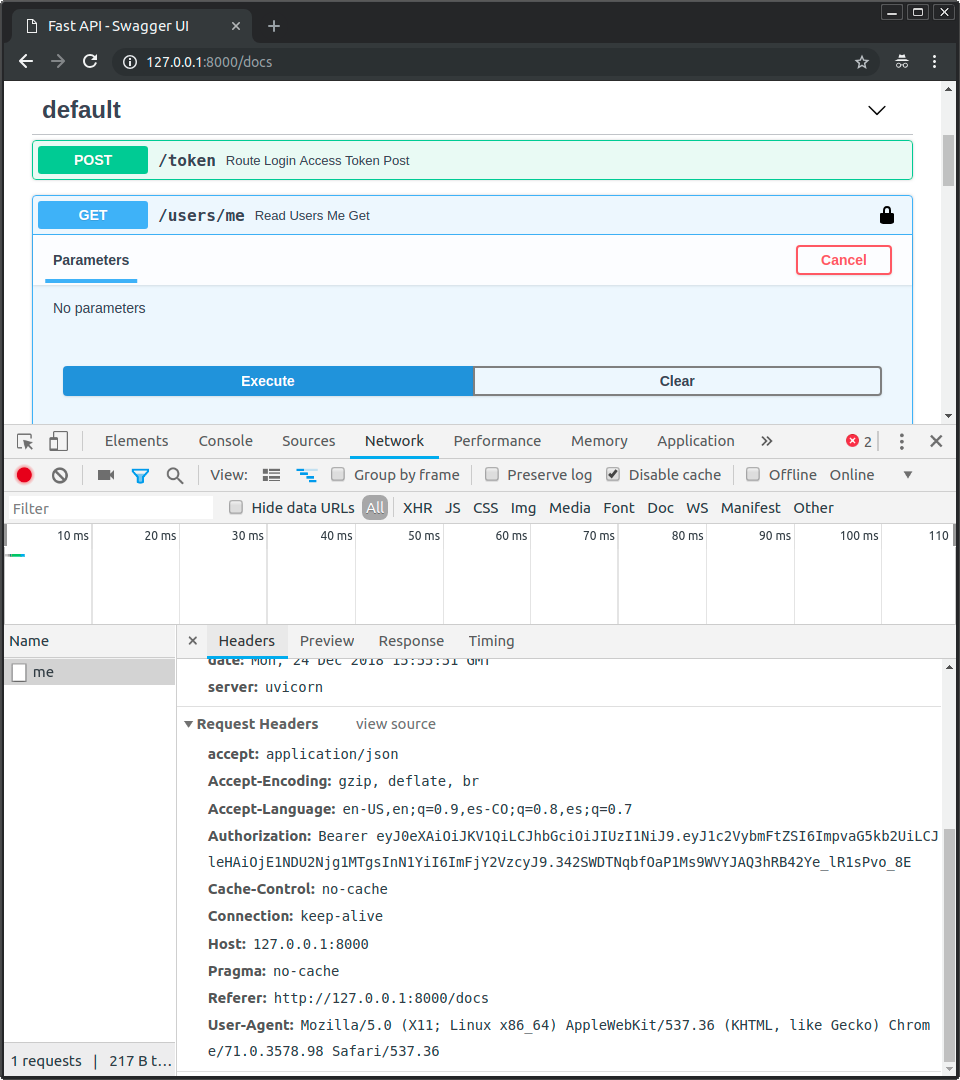 Fast API - Swagger UI
127.0.0.1:8000/docs
default
POST /token Route Login Access Token Post
GET /users/me Read Users Me Get
Parameters Cancel
No parameters
Execute Clear
Elements Console Sources Network Performance Memory Application » 2
View: Group by frame Preserve log Disable cache Offline Online
Filter Hide data URLs All XHR JS CSS Img Media Font Doc WS Manifest Other
10 ms 20 ms 30 ms 40 ms 50 ms 60 ms 70 ms 80 ms 90 ms 100 ms 110
Name Headers Preview Response Timing
me
date: Mon, 24 Dec 2018 15:55:51 GMT
server: uvicorn
Request Headers view source
accept: application/json
Accept-Encoding: gzip, deflate, br
Accept-Language: en-US,en;q=0.9,es-CO;q=0.8,es;q=0.7
Authorization: Bearer eyJ0eXAiOiJKV1QiLCJhbGciOiJIUzI1NiJ9.eyJ1c2VybmFtZSI6ImpvaG5kb2UiLCJ
leHAiOjE1NDU2Njg1MTgsInN1YiI6ImFjY2VzcyJ9.342SWDTNqbfOaP1Ms9WVYJAQ3hRB42Ye_lR1sPvo_8E
Cache-Control: no-cache
Connection: keep-alive
Host: 127.0.0.1:8000
Pragma: no-cache
Referer: http://127.0.0.1:8000/docs
User-Agent: Mozilla/5.0 (X11; Linux x86_64) AppleWebKit/537.36 (KHTML, like Gecko) Chrom
e/71.0.3578.98 Safari/537.36
1 requests | 217 B t...